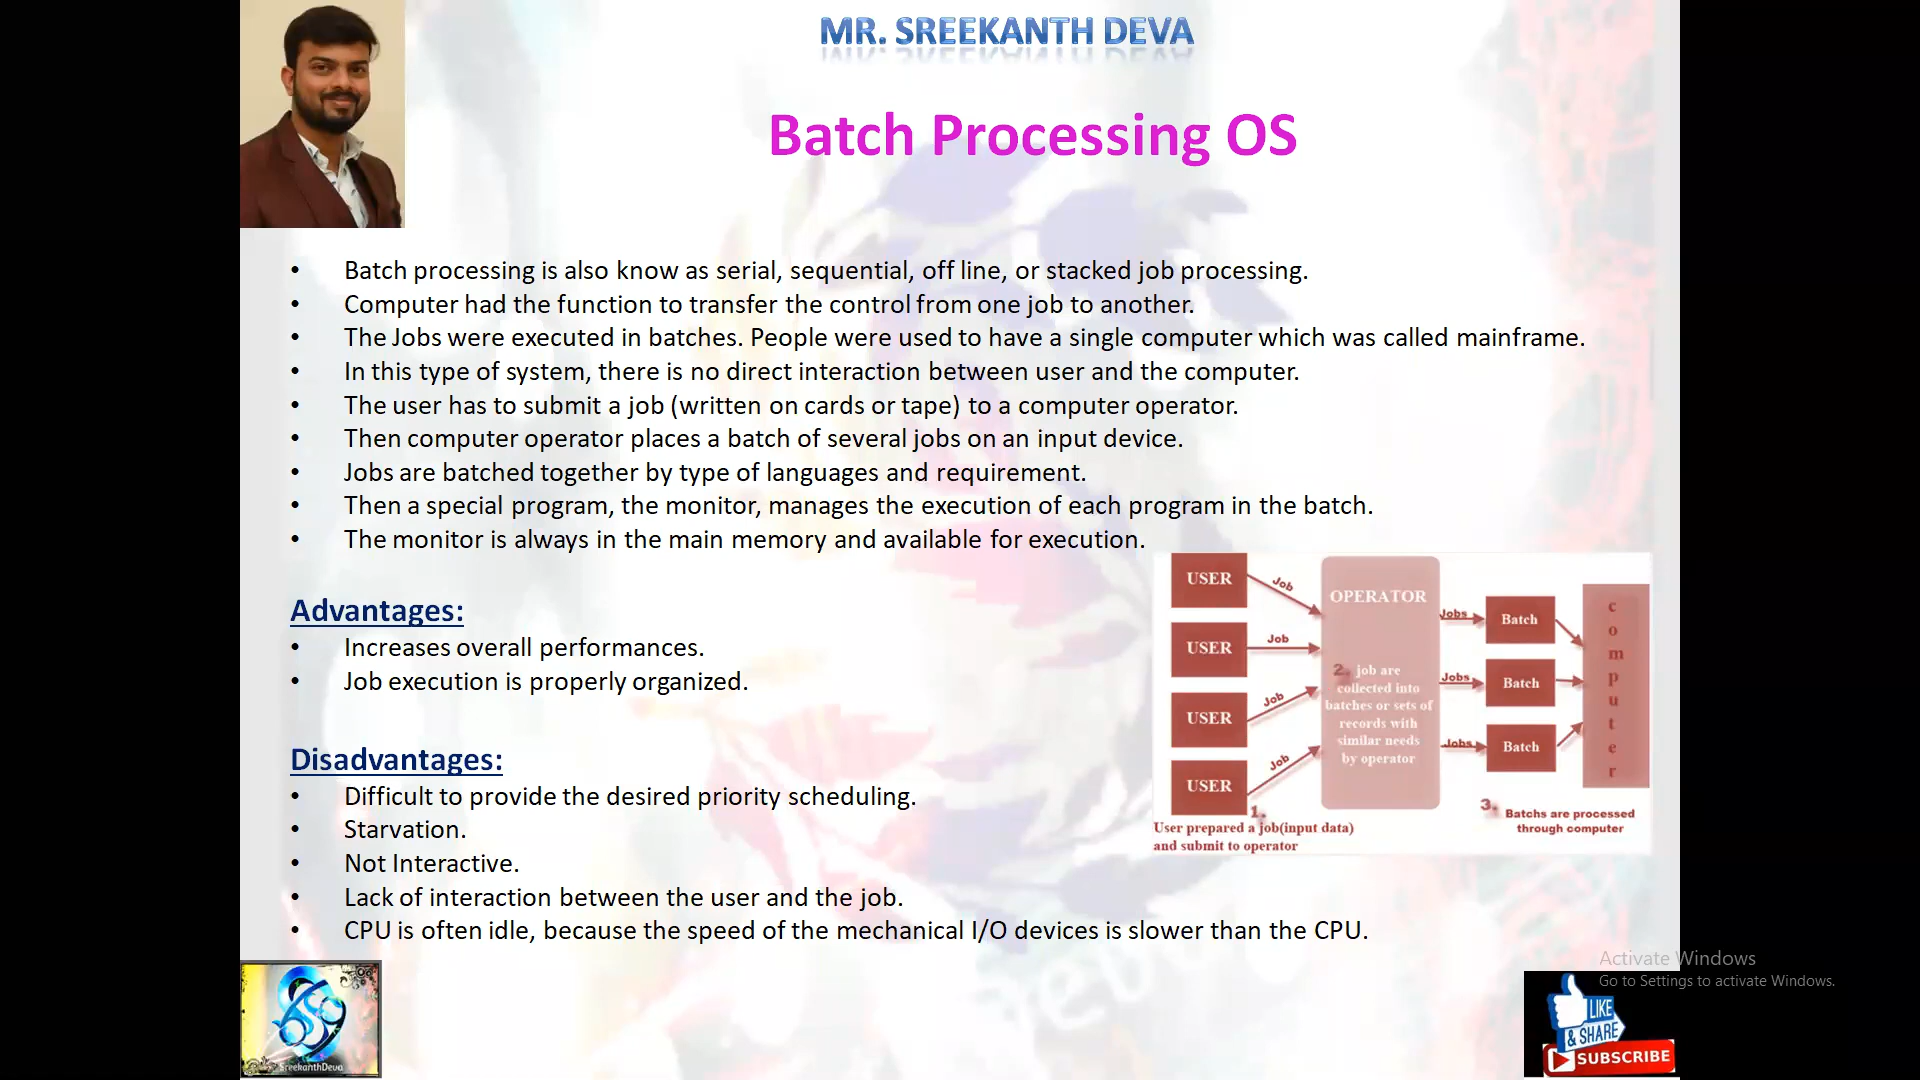 MR. SREEKANTH DEVA
Batch Processing OS
• Batch processing is also know as serial, sequential, off line, or stacked job processing.
• Computer had the function to transfer the control from one job to another.
• The Jobs were executed in batches. People were used to have a single computer which was called mainframe.
• In this type of system, there is no direct interaction between user and the computer.
• The user has to submit a job (written on cards or tape) to a computer operator.
• Then computer operator places a batch of several jobs on an input device.
• Jobs are batched together by type of languages and requirement.
• Then a special program, the monitor, manages the execution of each program in the batch.
• The monitor is always in the main memory and available for execution.
Advantages:
• Increases overall performances.
• Job execution is properly organized.
Disadvantages:
• Difficult to provide the desired priority scheduling.
• Starvation.
• Not Interactive.
• Lack of interaction between the user and the job.
• CPU is often idle, because the speed of the mechanical I/O devices is slower than the CPU.
USER
USER
USER
USER
Job
Job
Job
Job
1.
User prepared a job(input data)
and submit to operator
OPERATOR
2. job are
collected into
batches or sets of
records with
similar needs
by operator
Jobs
Jobs
Jobs
Batch
Batch
Batch
computer
3. Batchs are processed
through computer
Activate Windows
Go to Settings to activate Windows.
SreekanthDeva
LIKE
& SHARE
SUBSCRIBE